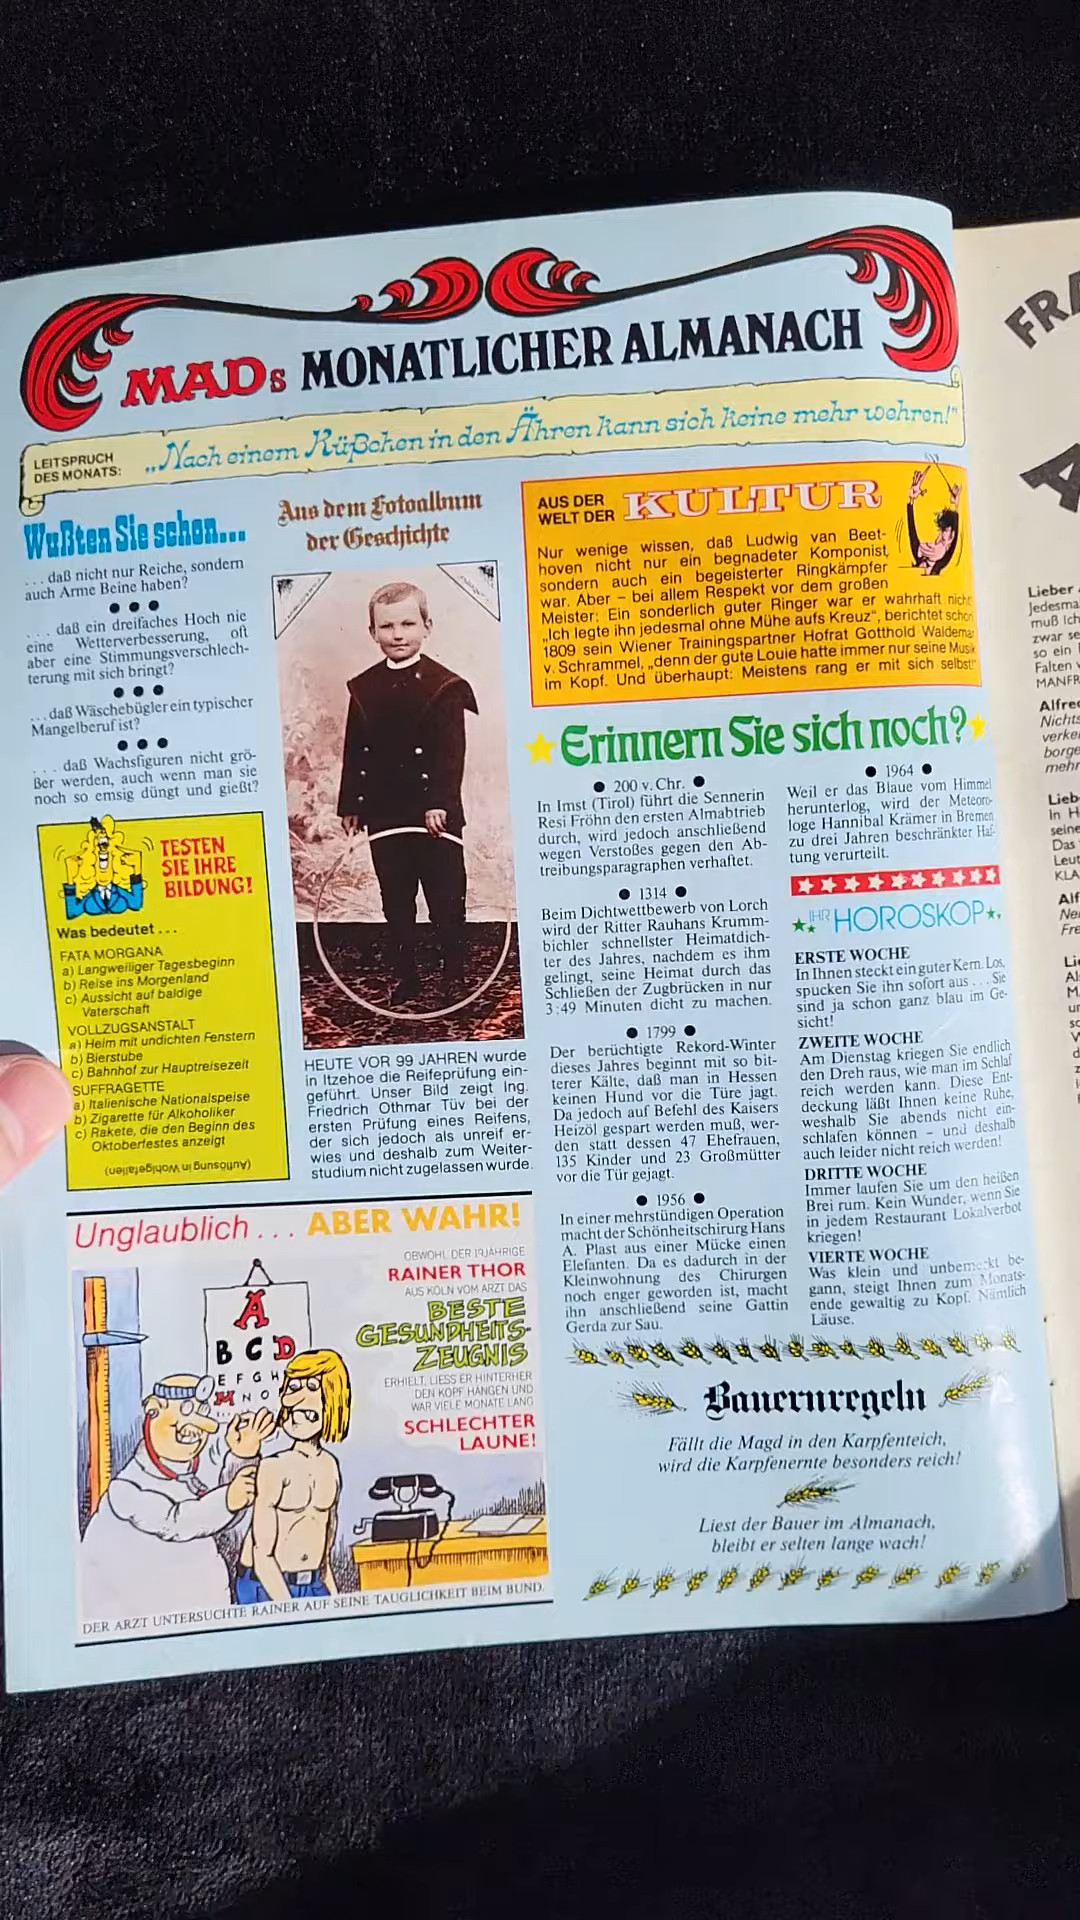 MADs MONATLICHER ALMANACH
LEITSPRUCH
DES MONATS:
„Nach einem Küßchen in den Ähren kann sich keine mehr wehren!"
Wußten Sie schon...
. . . daß nicht nur Reiche, sondern
auch Arme Beine haben?
. . . daß ein dreifaches Hoch nie
eine Wetterverbesserung, oft
aber eine Stimmungsverschlech-
terung mit sich bringt?
. . . daß Wäschebügler ein typischer
Mangelberuf ist?
. . . daß Wachsfiguren nicht grö-
ßer werden, auch wenn man sie
noch so emsig düngt und gießt?
TESTEN
SIE IHRE
BILDUNG!
Was bedeutet . . .
FATA MORGANA
a) Langweiliger Tagesbeginn
b) Reise ins Morgenland
c) Aussicht auf baldige
Vaterschaft
VOLLZUGSANSTALT
a) Heim mit undichten Fenstern
b) Bierstube
c) Bahnhof zur Hauptreisezeit
SUFFRAGETTE
a) Italienische Nationalspeise
b) Zigarette für Alkoholiker
c) Rakete, die den Beginn des
Oktoberfestes anzeigt
(Auflösung in Wohlgefallen)
Aus dem Fotoalbum
der Geschichte
HEUTE VOR 99 JAHREN wurde
in Itzehoe die Reifeprüfung ein-
geführt. Unser Bild zeigt Ing.
Friedrich Othmar Tüv bei der
ersten Prüfung eines Reifens,
der sich jedoch als unreif er-
wies und deshalb zum Weiter-
studium nicht zugelassen wurde.
AUS DER
WELT DER
KULTUR
Nur wenige wissen, daß Ludwig van Beet-
hoven nicht nur ein begnadeter Komponist,
sondern auch ein begeisterter Ringkämpfer
war. Aber – bei allem Respekt vor dem großen
Meister: Ein sonderlich guter Ringer war er wahrhaft nicht.
„Ich legte ihn jedesmal ohne Mühe aufs Kreuz", berichtet schon
1809 sein Wiener Trainingspartner Hofrat Gotthold Waldemar
v. Schrammel, „denn der gute Louie hatte immer nur seine Musik
im Kopf. Und überhaupt: Meistens rang er mit sich selbst!"
Erinnern Sie sich noch?
200 v. Chr.
In Imst (Tirol) führt die Sennerin
Resi Fröhn den ersten Almabtrieb
durch, wird jedoch anschließend
wegen Verstoßes gegen den Ab-
treibungsparagraphen verhaftet.
1314
Beim Dichtwettbewerb von Lorch
wird der Ritter Rauhans Krumm-
bichler schnellster Heimatdich-
ter des Jahres, nachdem es ihm
gelingt, seine Heimat durch das
Schließen der Zugbrücken in nur
3:49 Minuten dicht zu machen.
1799
Der berüchtigte Rekord-Winter
dieses Jahres beginnt mit so bit-
terer Kälte, daß man in Hessen
keinen Hund vor die Türe jagt.
Da jedoch auf Befehl des Kaisers
Heizöl gespart werden muß, wer-
den statt dessen 47 Ehefrauen,
135 Kinder und 23 Großmütter
vor die Tür gejagt.
1956
In einer mehrstündigen Operation
macht der Schönheitschirurg Hans
A. Plast aus einer Mücke einen
Elefanten. Da es dadurch in der
Kleinwohnung des Chirurgen
noch enger geworden ist, macht
ihn anschließend seine Gattin
Gerda zur Sau.
1964
Weil er das Blaue vom Himmel
herunterlog, wird der Meteoro-
loge Hannibal Krämer in Bremen
zu drei Jahren beschränkter Haf-
tung verurteilt.
IHR HOROSKOP
ERSTE WOCHE
In Ihnen steckt ein guter Kern. Los,
spucken Sie ihn sofort aus . . . Sie
sind ja schon ganz blau im Ge-
sicht!
ZWEITE WOCHE
Am Dienstag kriegen Sie endlich
den Dreh raus, wie man im Schlaf
reich werden kann. Diese Ent-
deckung läßt Ihnen keine Ruhe,
weshalb Sie abends nicht ein-
schlafen können – und deshalb
auch leider nicht reich werden!
DRITTE WOCHE
Immer laufen Sie um den heißen
Brei rum. Kein Wunder, wenn Sie
in jedem Restaurant Lokalverbot
kriegen!
VIERTE WOCHE
Was klein und unbemerkt be-
gann, steigt Ihnen zum Monats-
ende gewaltig zu Kopf. Nämlich
Läuse.
Bauernregeln
Fällt die Magd in den Karpfenteich,
wird die Karpfenernte besonders reich!
Liest der Bauer im Almanach,
bleibt er selten lange wach!
Unglaublich . . . ABER WAHR!
OBWOHL DER 19JÄHRIGE
RAINER THOR
AUS KÖLN VOM ARZT DAS
BESTE
GESUNDHEITS-
ZEUGNIS
ERHIELT, LIESS ER HINTERHER
DEN KOPF HÄNGEN UND
WAR VIELE MONATE LANG
SCHLECHTER
LAUNE!
A
B C D
E F G H
M N O
DER ARZT UNTERSUCHTE RAINER AUF SEINE TAUGLICHKEIT BEIM BUND.
Lieber
Jedesma
muß Ich
zwar se
so ein
Falten
MANFR
Alfred
Nichts
verke
borge
mehr
Lieb
In H
seine
Das
Leut
KLA
Alf
Ne
Fre